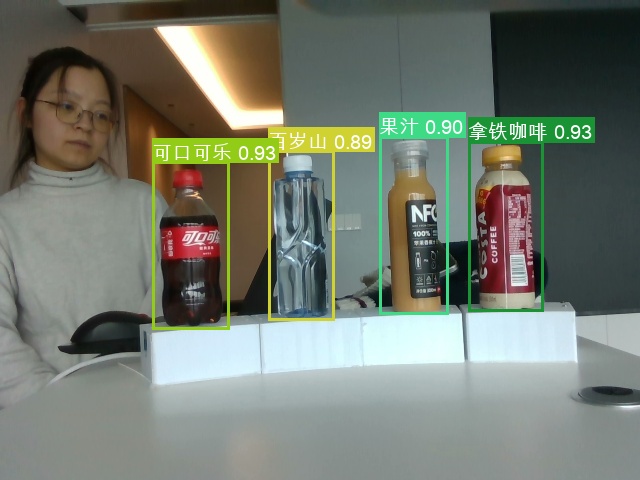 可口可乐 0.93
百岁山 0.89
果汁 0.90
拿铁咖啡 0.93
可口可乐
NFC
100%
COSTA
COFFEE